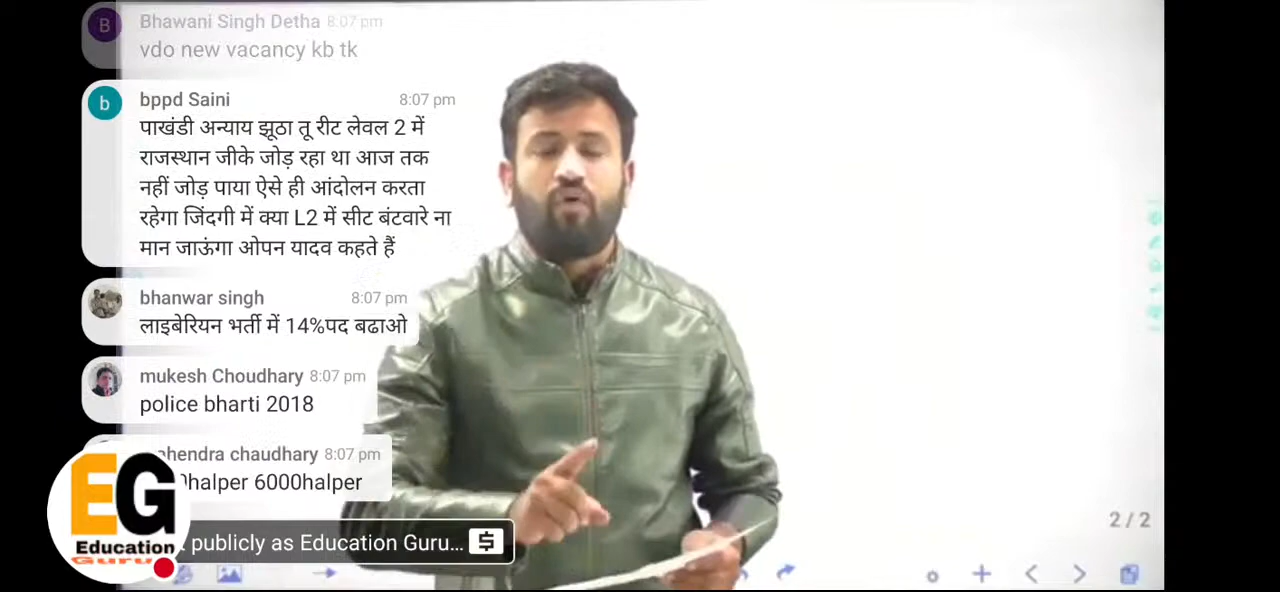 B
Bhawani Singh Detha 8:07 pm
vdo new vacancy kb tk
b
bppd Saini 8:07 pm
पाखंडी अन्याय झूठा तू रीट लेवल 2 में
राजस्थान जीके जोड़ रहा था आज तक
नहीं जोड़ पाया ऐसे ही आंदोलन करता
रहेगा जिंदगी में क्या L2 में सीट बंटवारे ना
मान जाऊंगा ओपन यादव कहते हैं
bhanwar singh 8:07 pm
लाइबेरियन भर्ती में 14%पद बढाओ
mukesh Choudhary 8:07 pm
police bharti 2018
chaudhary 8:07 pm
halper 6000halper
EG
Education
Guru
publicly as Education Guru...
2/2